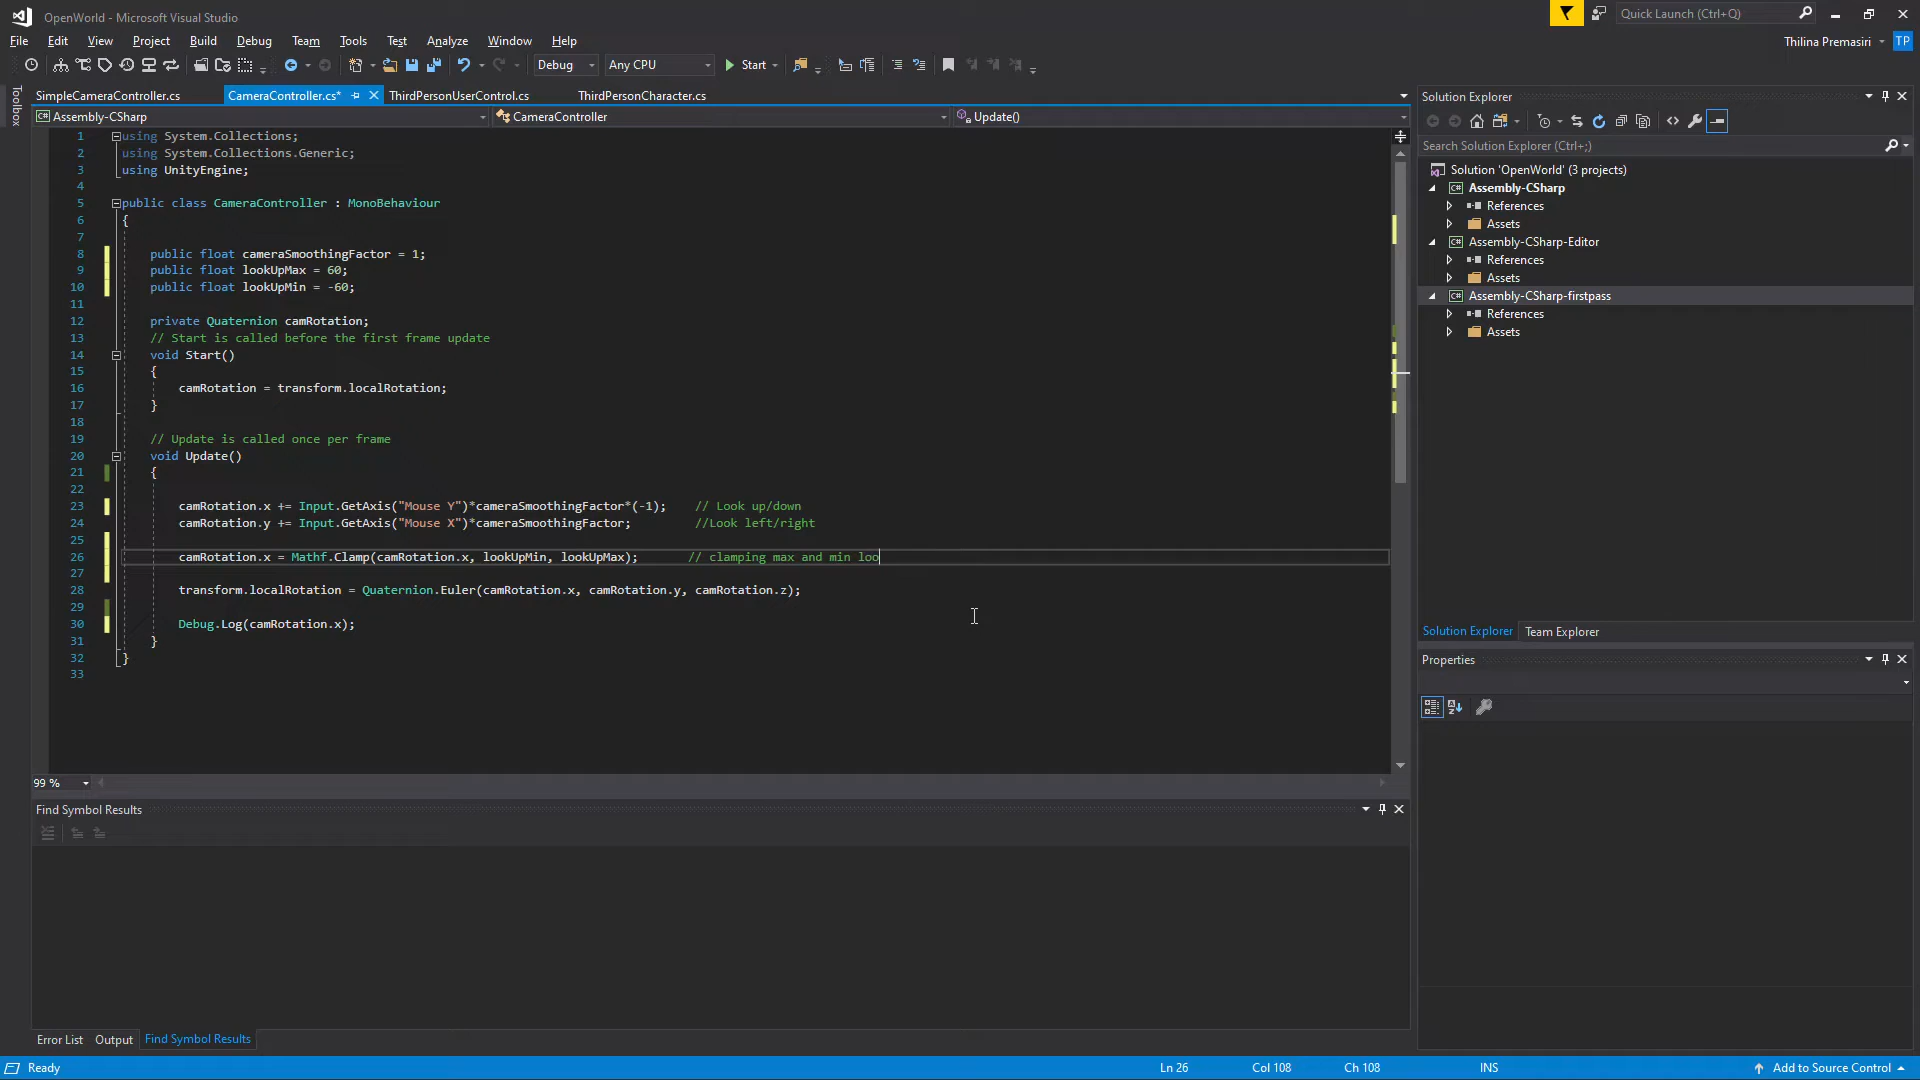 OpenWorld - Microsoft Visual Studio
Quick Launch (Ctrl+Q)
File Edit View Project Build Debug Team Tools Test Analyze Window Help
Thilina Premasiri TP
Debug Any CPU Start
Toolbox
SimpleCameraController.cs CameraController.cs* ThirdPersonUserControl.cs ThirdPersonCharacter.cs
Assembly-CSharp CameraController Update()
1 using System.Collections;
2 using System.Collections.Generic;
3 using UnityEngine;
4
5 public class CameraController : MonoBehaviour
6 {
7
8 public float cameraSmoothingFactor = 1;
9 public float lookUpMax = 60;
10 public float lookUpMin = -60;
11
12 private Quaternion camRotation;
13 // Start is called before the first frame update
14 void Start()
15 {
16 camRotation = transform.localRotation;
17 }
18
19 // Update is called once per frame
20 void Update()
21 {
22
23 camRotation.x += Input.GetAxis("Mouse Y")*cameraSmoothingFactor*(-1); // Look up/down
24 camRotation.y += Input.GetAxis("Mouse X")*cameraSmoothingFactor; //Look left/right
25
26 camRotation.x = Mathf.Clamp(camRotation.x, lookUpMin, lookUpMax); // clamping max and min loo
27
28 transform.localRotation = Quaternion.Euler(camRotation.x, camRotation.y, camRotation.z);
29
30 Debug.Log(camRotation.x);
31 }
32 }
33
99 %
Find Symbol Results
Error List Output Find Symbol Results
Solution Explorer
Search Solution Explorer (Ctrl+;)
Solution 'OpenWorld' (3 projects)
C# Assembly-CSharp
References
Assets
C# Assembly-CSharp-Editor
References
Assets
C# Assembly-CSharp-firstpass
References
Assets
Solution Explorer Team Explorer
Properties
Ready Ln 26 Col 108 Ch 108 INS Add to Source Control